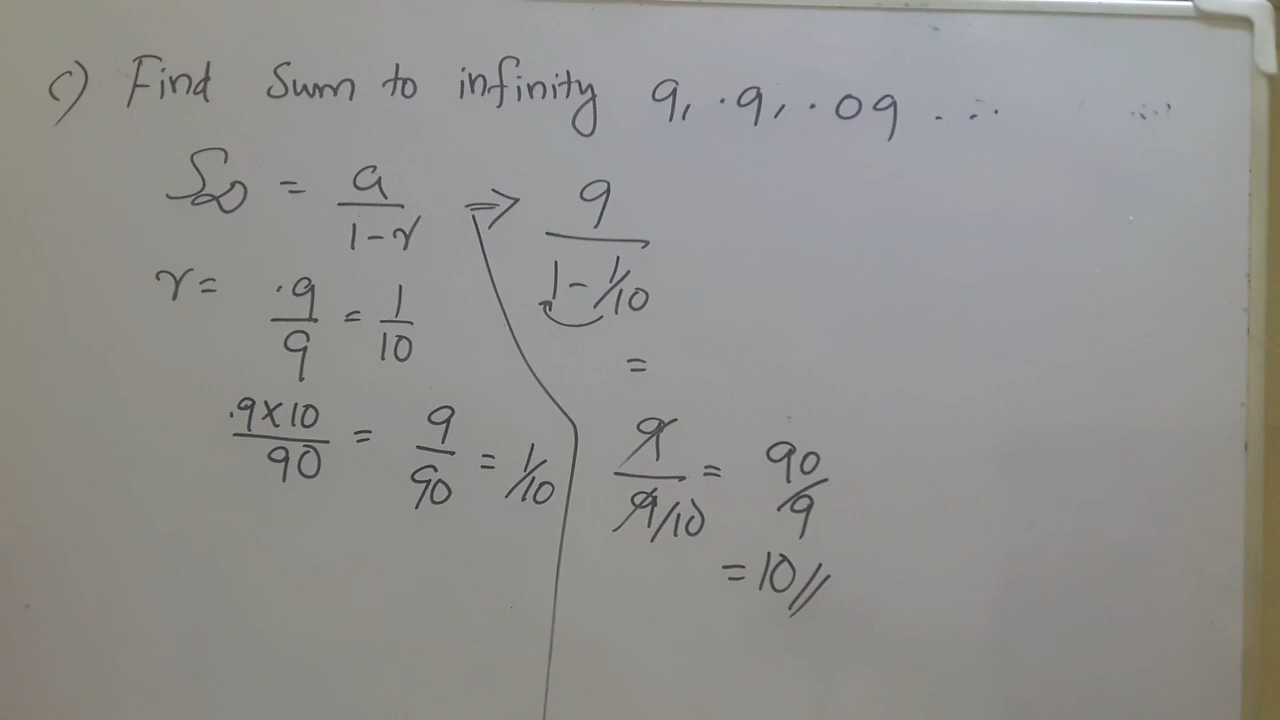 c) Find Sum to infinity 9, .9, .09 ...
S∞ = a/(1-r) ⇒ 9/(1-1/10)
r = .9/9 = 1/10
=
.9×10/90 = 9/90 = 1/10
9/(9/10) = 90/9
= 10//